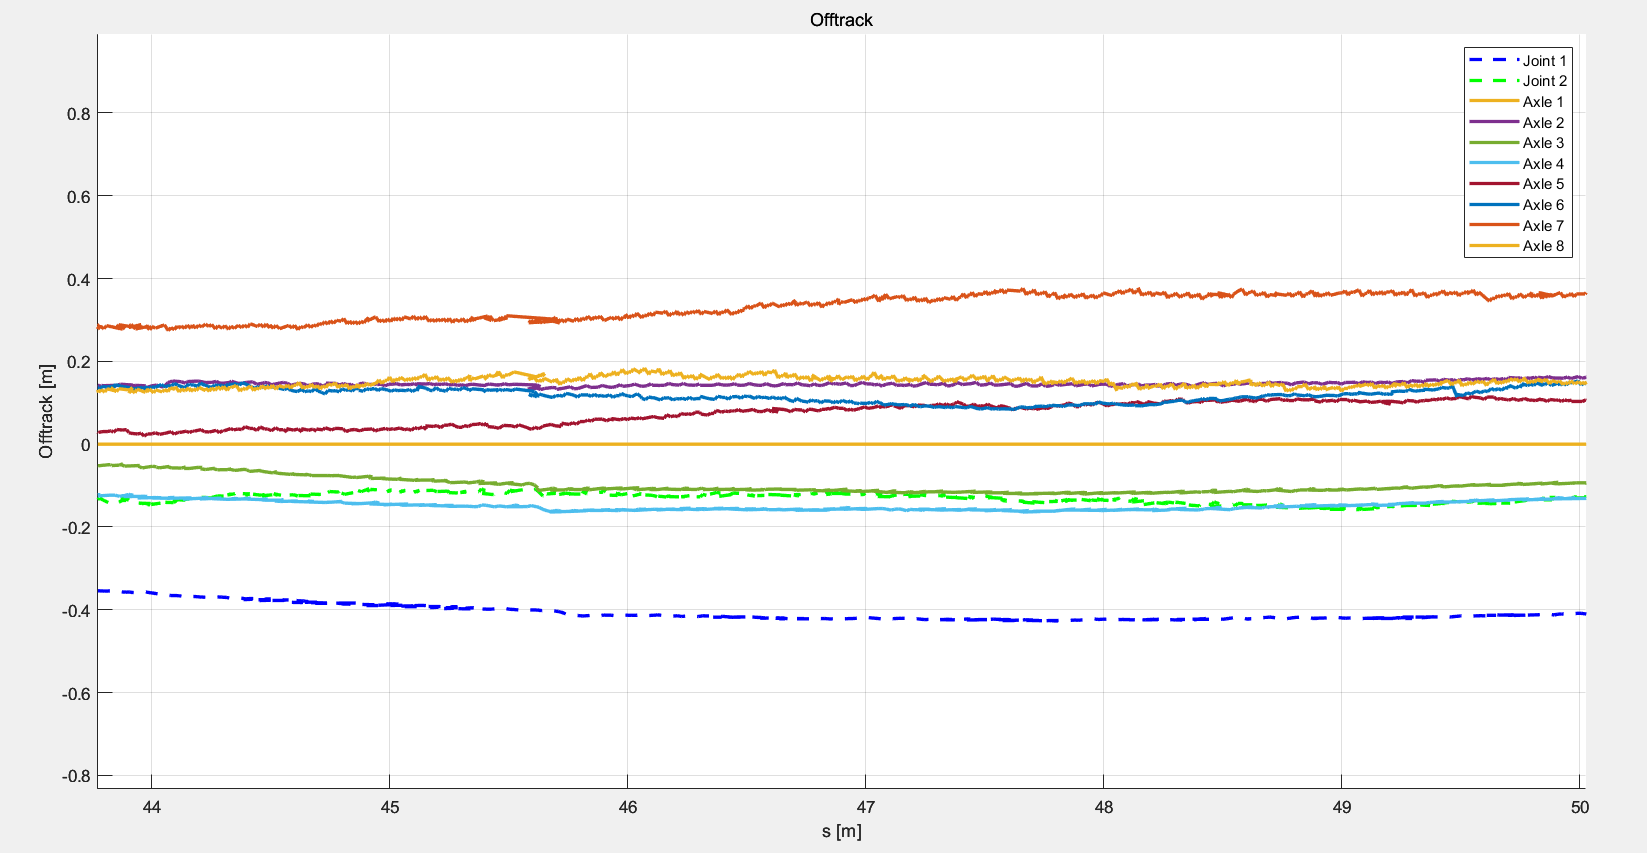 Offtrack
Joint 1
Joint 2
Axle 1
Axle 2
Axle 3
Axle 4
Axle 5
Axle 6
Axle 7
Axle 8
0.8
0.6
0.4
0.2
0
-0.2
-0.4
-0.6
-0.8
Offtrack [m]
44 45 46 47 48 49 50
s [m]